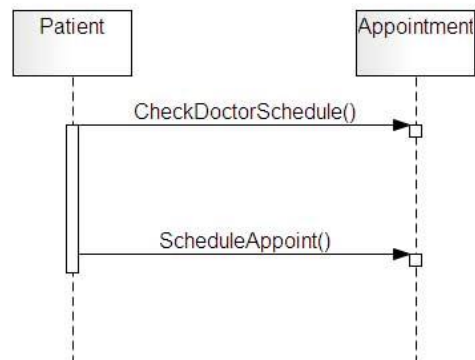 Patient
Appointment
CheckDoctorSchedule()
ScheduleAppoint()